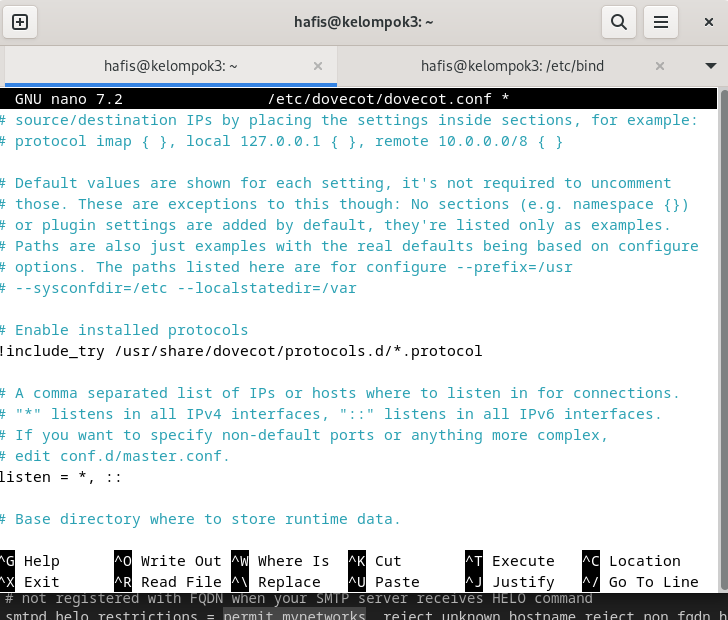 hafis@kelompok3: ~
hafis@kelompok3: ~
hafis@kelompok3: /etc/bind
GNU nano 7.2 /etc/dovecot/dovecot.conf *
# source/destination IPs by placing the settings inside sections, for example:
# protocol imap { }, local 127.0.0.1 { }, remote 10.0.0.0/8 { }
# Default values are shown for each setting, it's not required to uncomment
# those. These are exceptions to this though: No sections (e.g. namespace {})
# or plugin settings are added by default, they're listed only as examples.
# Paths are also just examples with the real defaults being based on configure
# options. The paths listed here are for configure --prefix=/usr
# --sysconfdir=/etc --localstatedir=/var
# Enable installed protocols
!include_try /usr/share/dovecot/protocols.d/*.protocol
# A comma separated list of IPs or hosts where to listen in for connections.
# "*" listens in all IPv4 interfaces, "::" listens in all IPv6 interfaces.
# If you want to specify non-default ports or anything more complex,
# edit conf.d/master.conf.
listen = *, ::
# Base directory where to store runtime data.
^G Help ^O Write Out ^W Where Is ^K Cut ^T Execute ^C Location
^X Exit ^R Read File ^\ Replace ^U Paste ^J Justify ^/ Go To Line
# not registered with FQDN when your SMTP server receives HELO command
smtpd_helo_restrictions = permit_mynetworks, reject_unknown_hostname,reject_non_fqdn_h